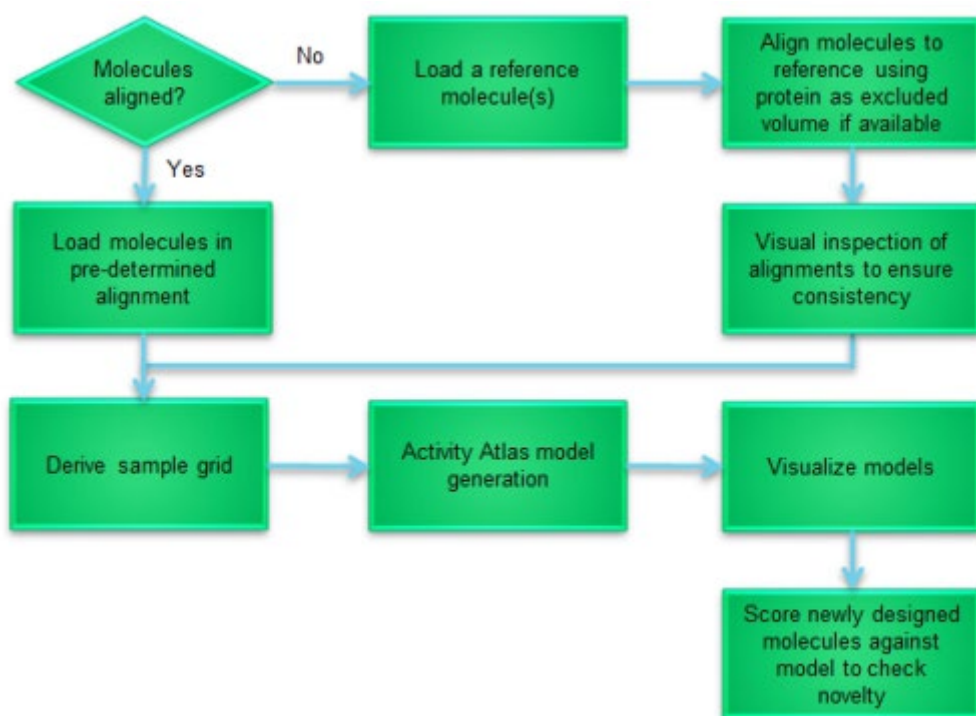 Molecules
aligned?
No
Load a reference
molecule(s)
Align molecules to
reference using
protein as excluded
volume if available
Yes
Load molecules in
pre-determined
alignment
Visual inspection of
alignments to ensure
consistency
Derive sample grid
Activity Atlas model
generation
Visualize models
Score newly designed
molecules against
model to check
novelty